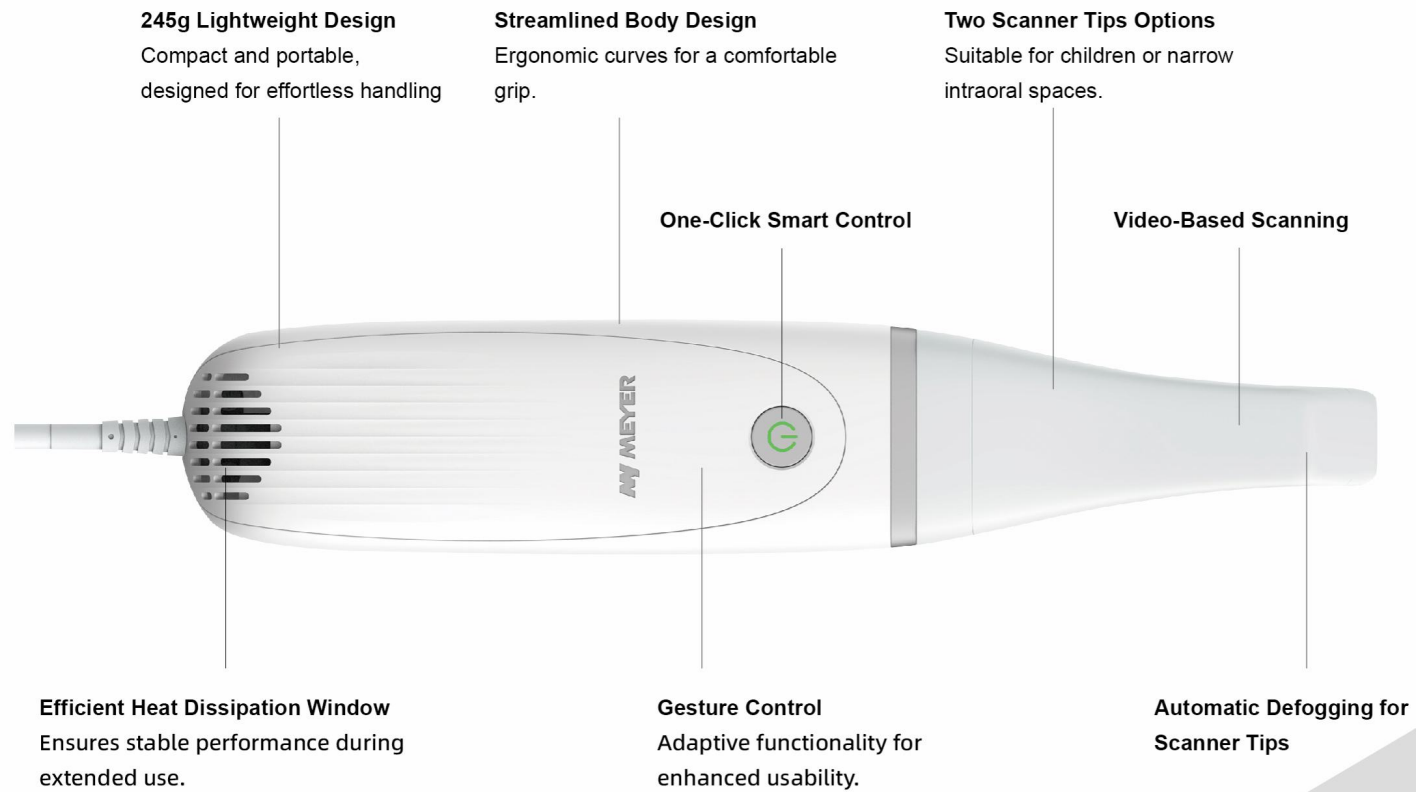 245g Lightweight Design
Compact and portable,
designed for effortless handling
Streamlined Body Design
Ergonomic curves for a comfortable
grip.
Two Scanner Tips Options
Suitable for children or narrow
intraoral spaces.
One-Click Smart Control
Video-Based Scanning
MEYER
Efficient Heat Dissipation Window
Ensures stable performance during
extended use.
Gesture Control
Adaptive functionality for
enhanced usability.
Automatic Defogging for
Scanner Tips